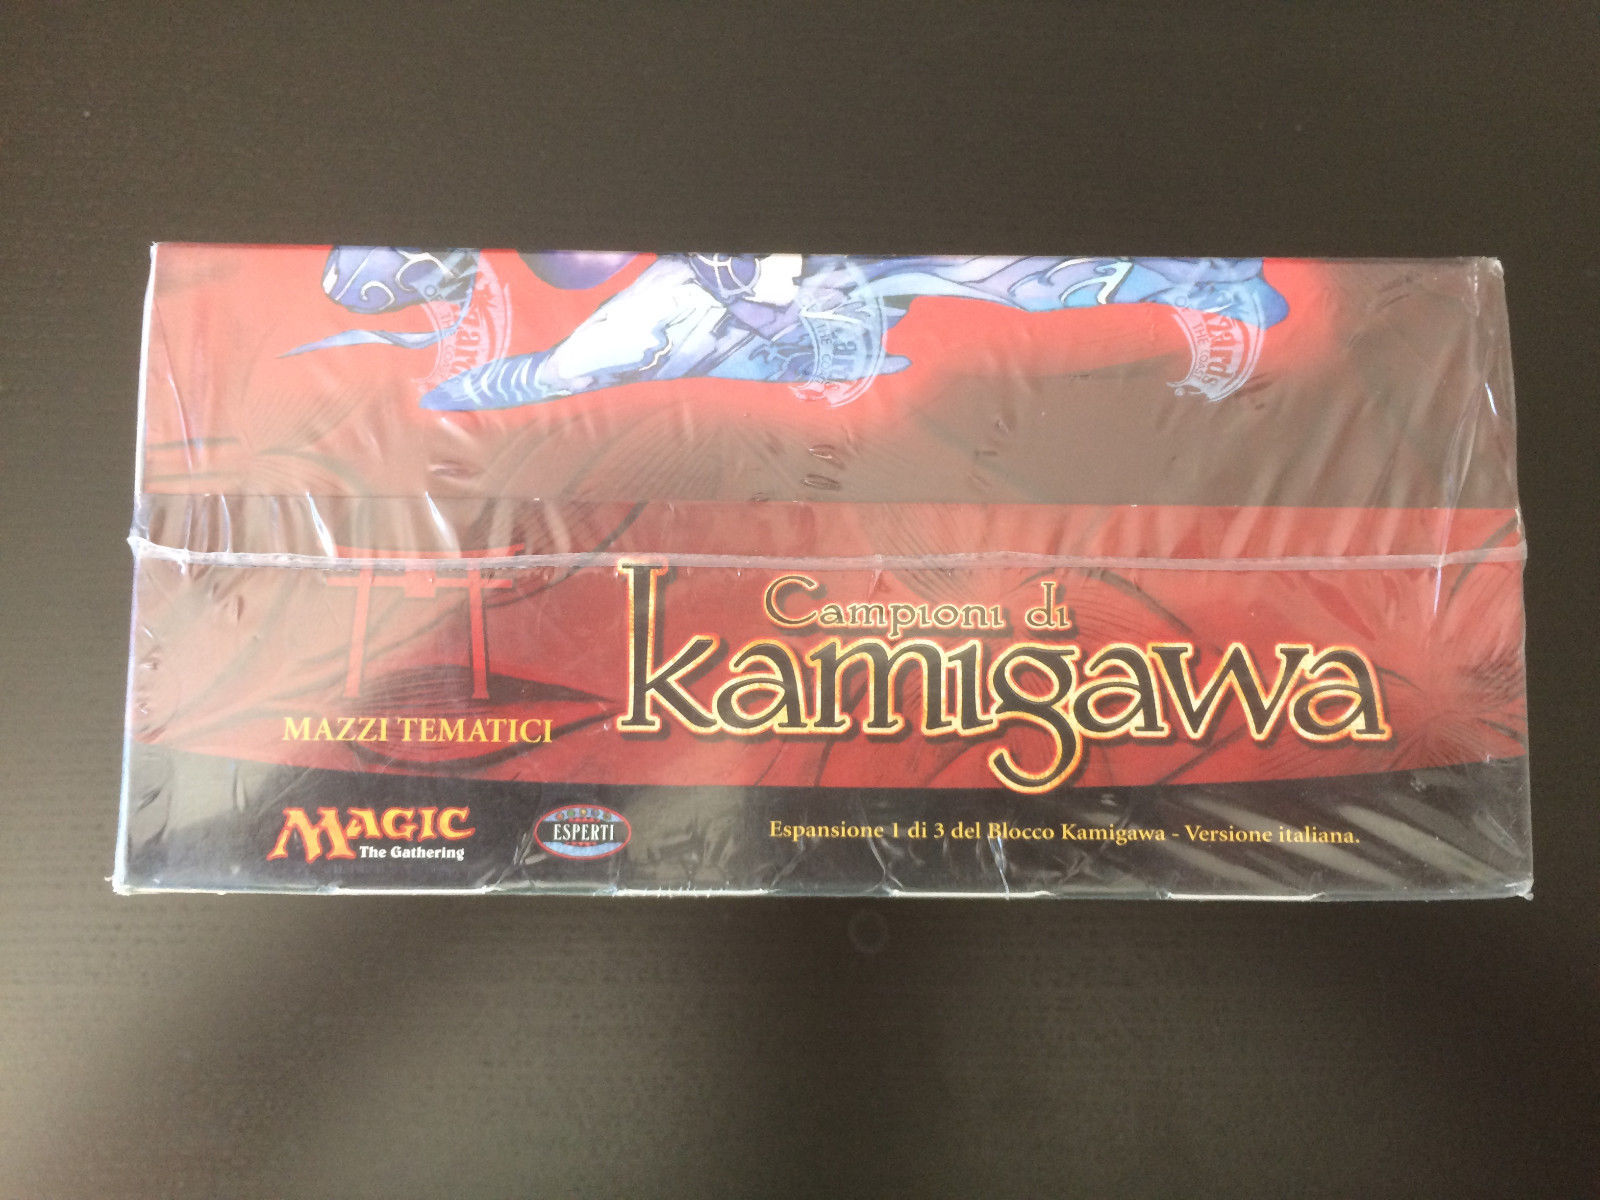 Campioni di
kamigawa
MAZZI TEMATICI
MAGIC
The Gathering
ESPERTI
Espansione 1 di 3 del Blocco Kamigawa - Versione italiana.